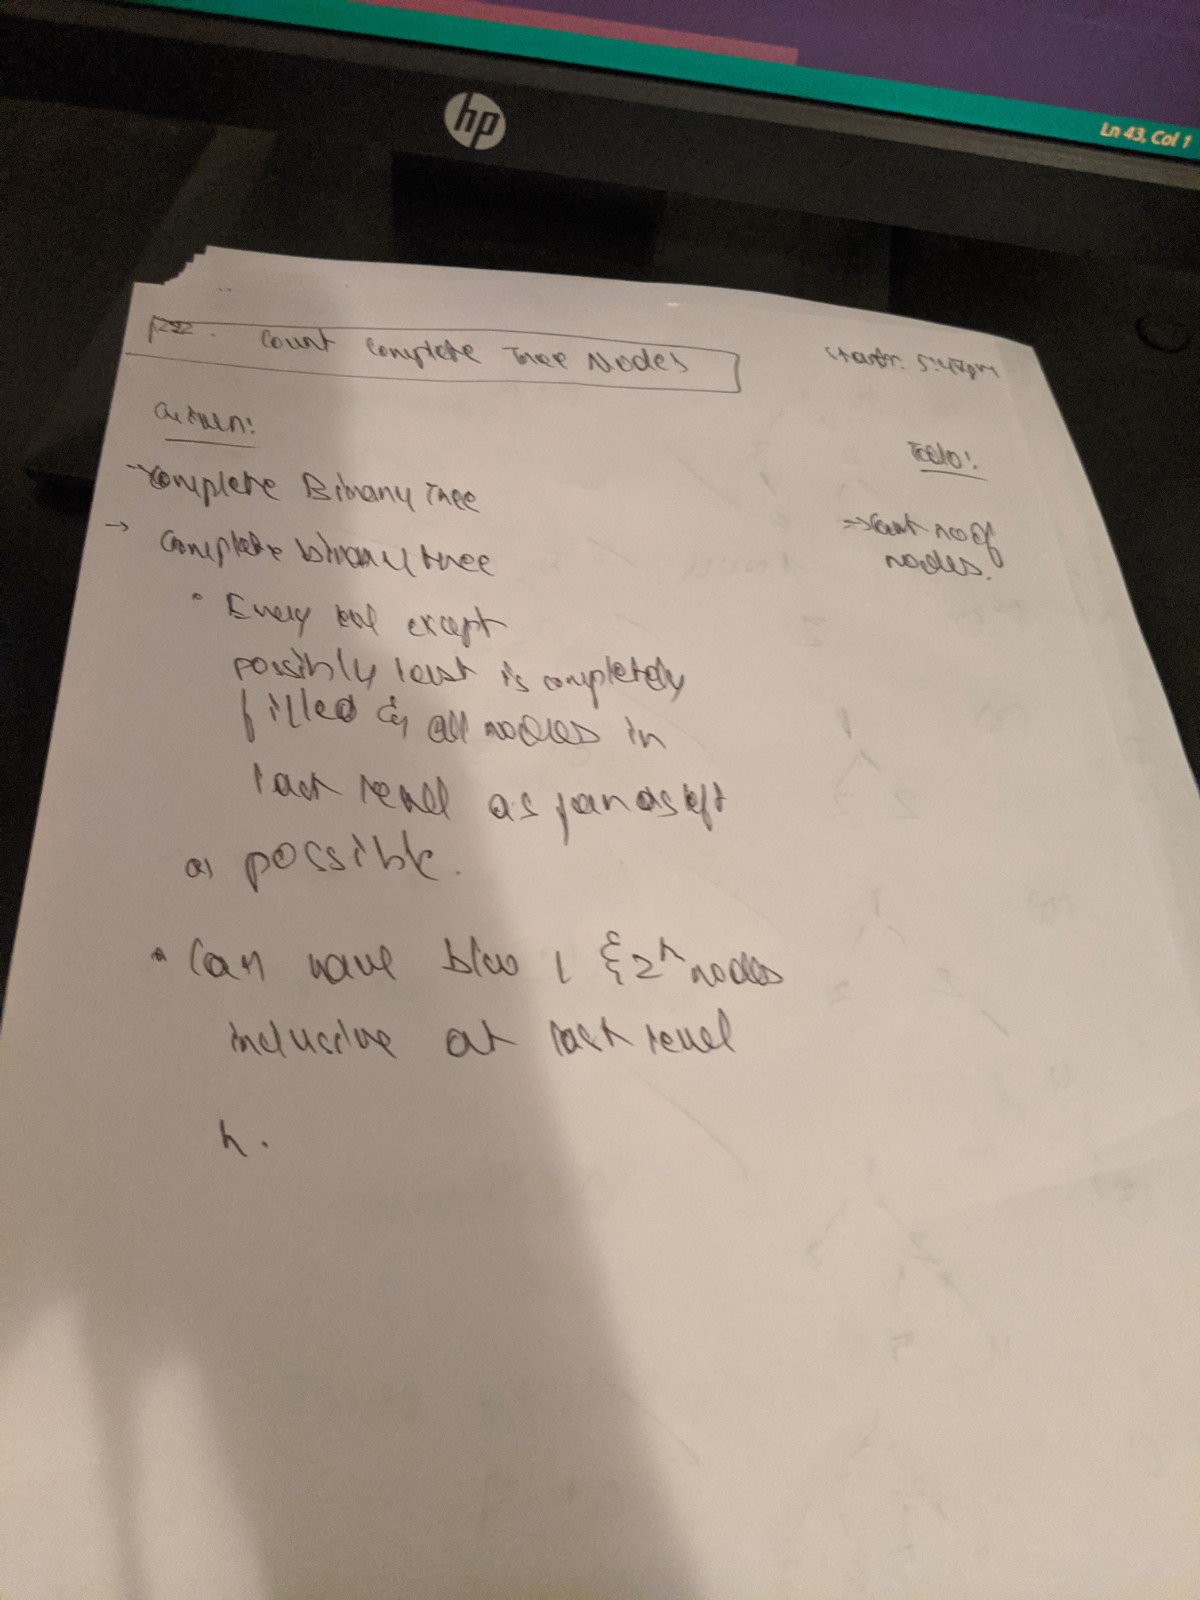 hp
Ln 43, Col 1
222. Count Complete Tree Nodes
Start: 5:48pm
Given:
Todo:
Complete Binary Tree
→ Count no of
nodes.
→ Complete binary tree
• Every level except
possibly last is completely
filled & all nodes in
last level as far as left
as possible.
• Can have b/w 1 & 2^h nodes
inclusive at last level
h.